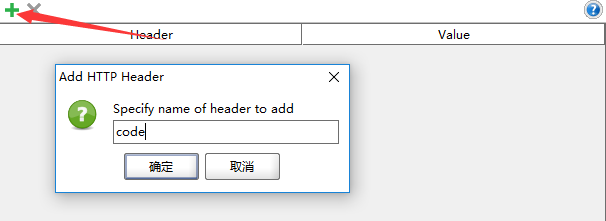 Header Value
Add HTTP Header
Specify name of header to add
code
确定 取消